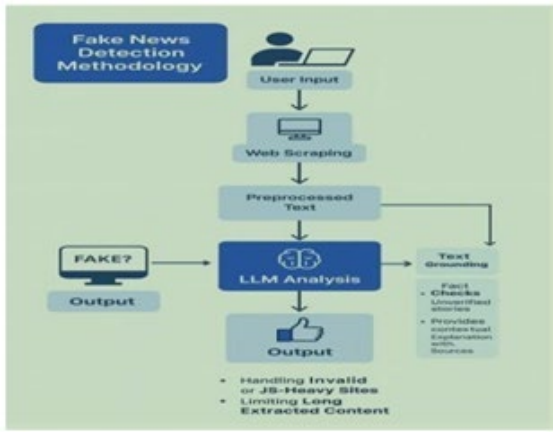 Fake News
Detection
Methodology
User Input
Web Scraping
Preprocessed
Text
FAKE?
Output
LLM Analysis
Text
Grounding
Fact
• Checks
Unverified
stories
• Provides
contextual
Explanation
with.
Sources
Output
• Handling Invalid
or JS-Heavy Sites
• Limiting Long
Extracted Content